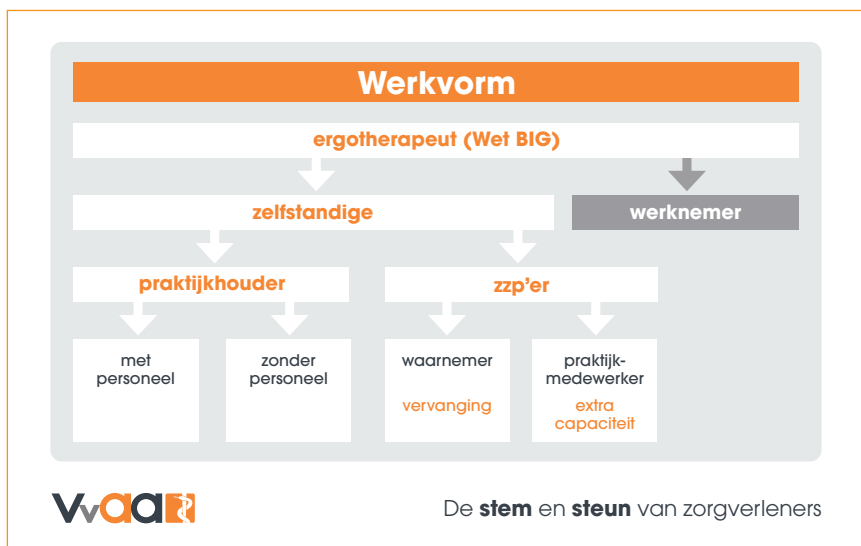 Werkvorm
ergotherapeut (Wet BIG)
zelfstandige
werknemer
praktijkhouder
zzp'er
met
personeel
zonder
personeel
waarnemer
vervanging
praktijk-
medewerker
extra
capaciteit
VvAA
De stem en steun van zorgverleners